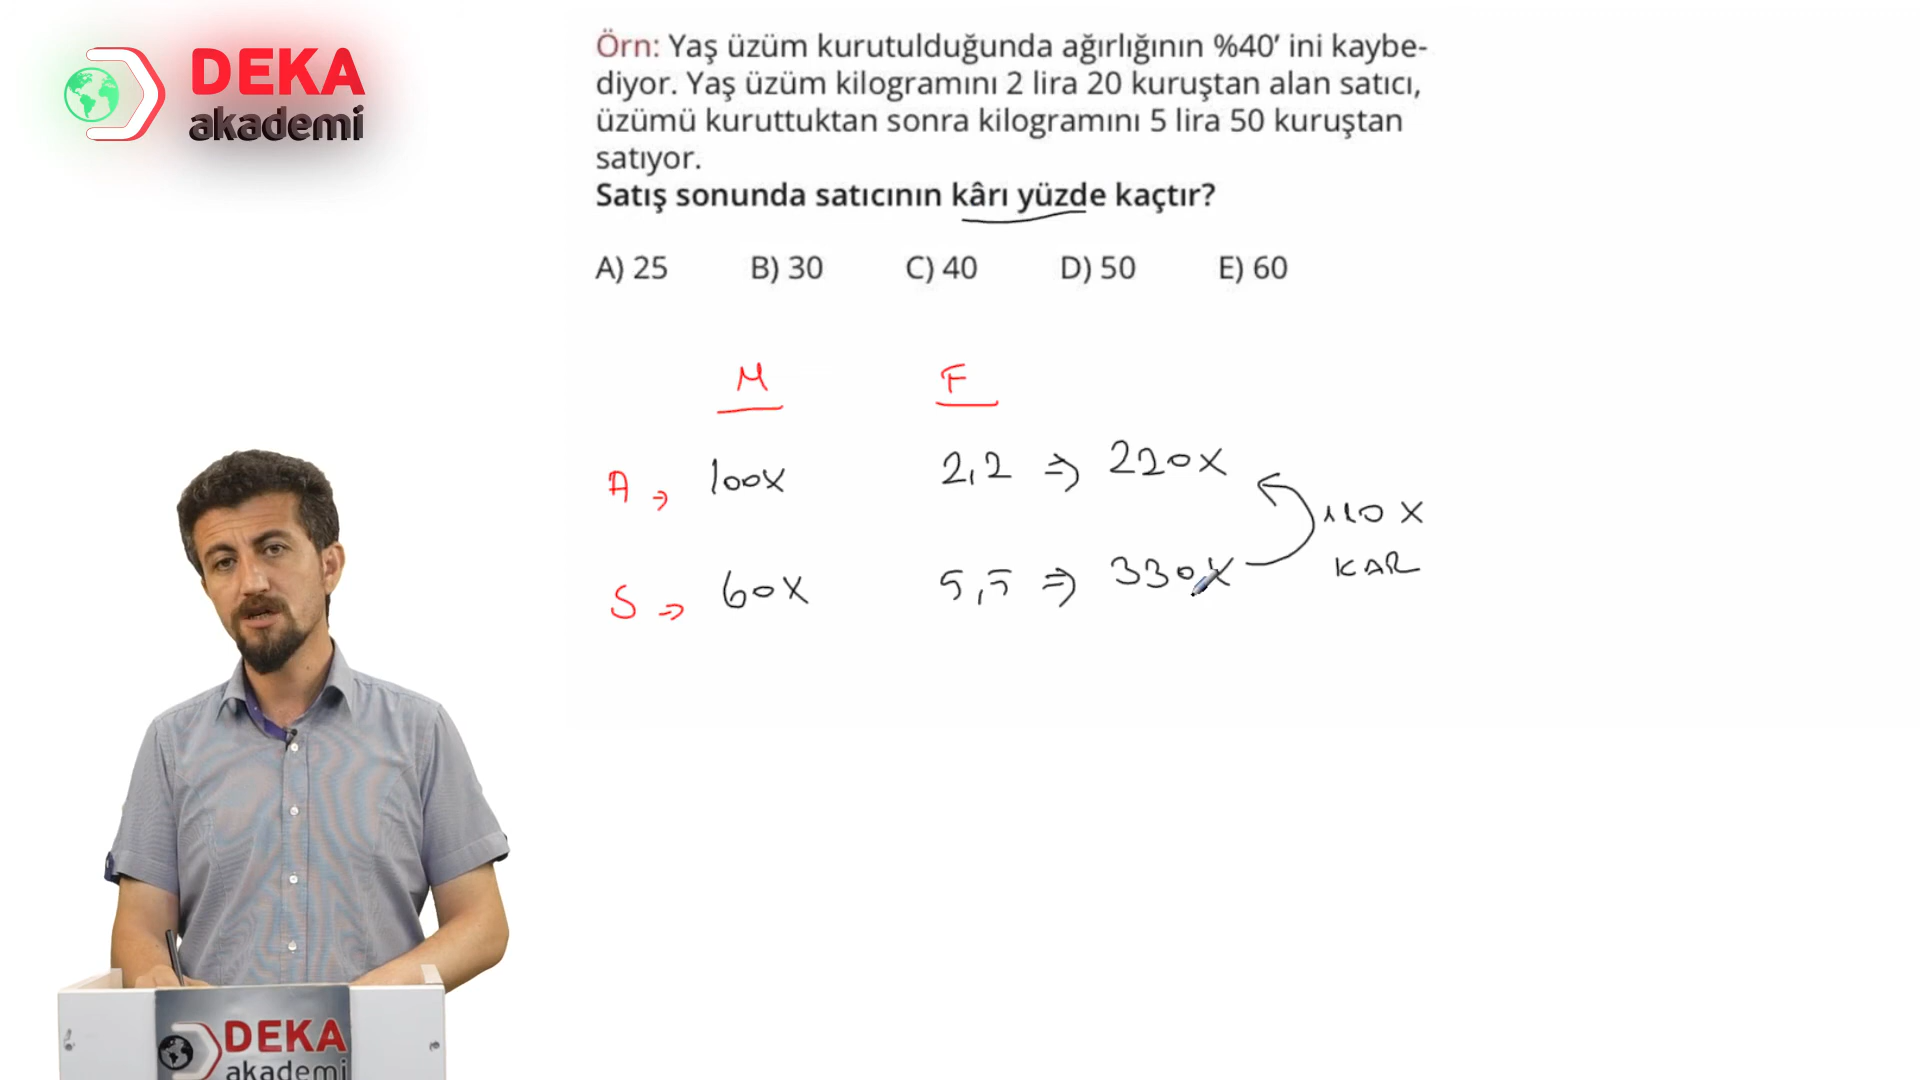 DEKA
akademi
Örn: Yaş üzüm kurutulduğunda ağırlığının %40’ ini kaybe-
diyor. Yaş üzüm kilogramını 2 lira 20 kuruştan alan satıcı,
üzümü kuruttuktan sonra kilogramını 5 lira 50 kuruştan
satıyor.
Satış sonunda satıcının kârı yüzde kaçtır?
A) 25 B) 30 C) 40 D) 50 E) 60
M F
A → 100x 2,2 ⇒ 220x
110x
KAR
S → 60x 5,5 ⇒ 330x
DEKA
akademi